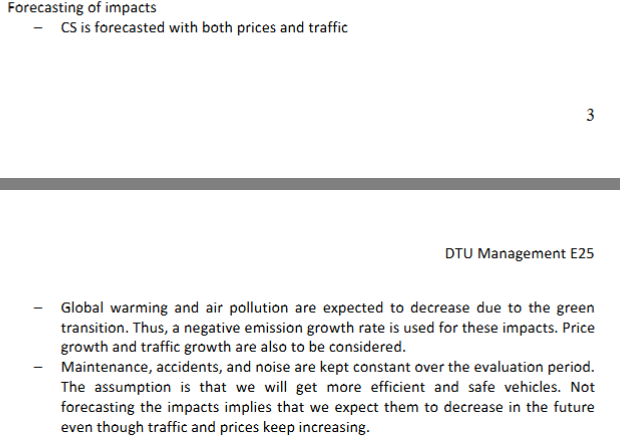 Forecasting of impacts
– CS is forecasted with both prices and traffic
3
DTU Management E25
– Global warming and air pollution are expected to decrease due to the green
transition. Thus, a negative emission growth rate is used for these impacts. Price
growth and traffic growth are also to be considered.
– Maintenance, accidents, and noise are kept constant over the evaluation period.
The assumption is that we will get more efficient and safe vehicles. Not
forecasting the impacts implies that we expect them to decrease in the future
even though traffic and prices keep increasing.